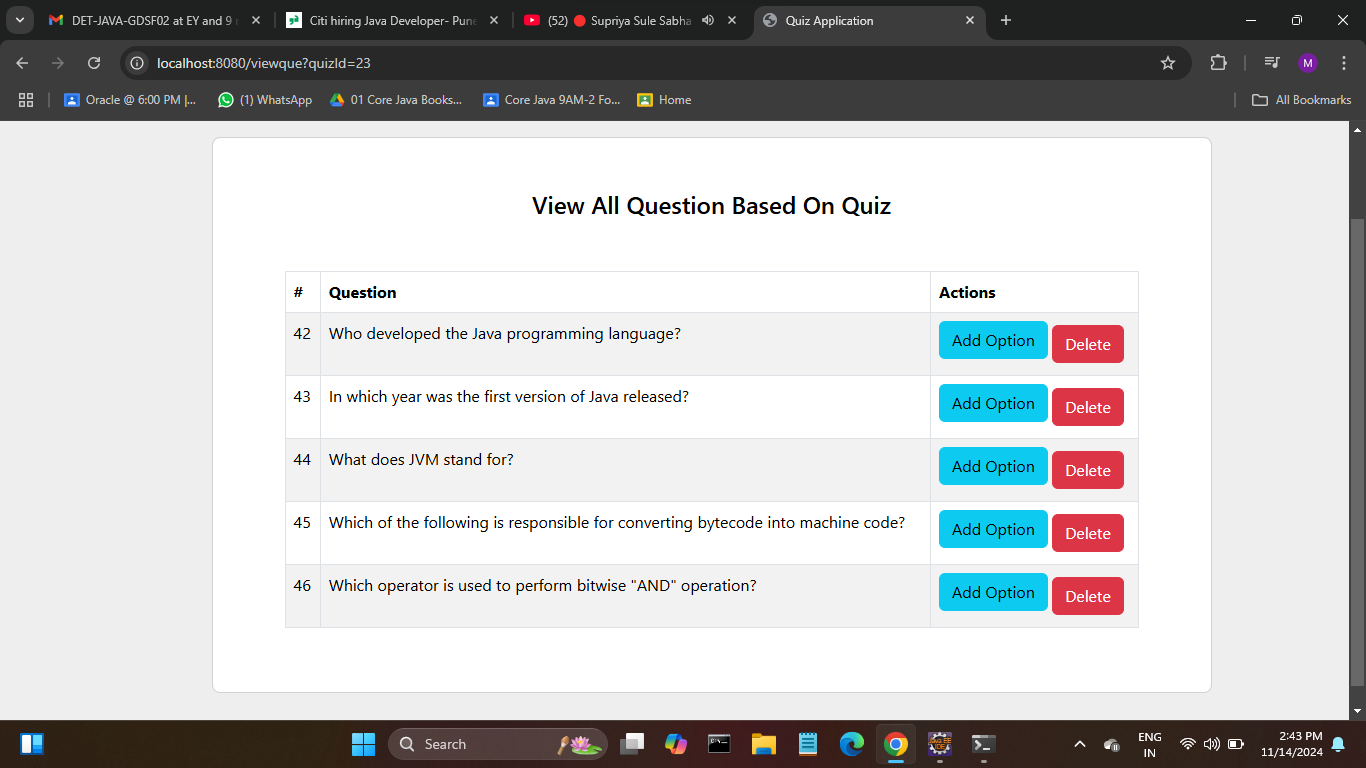 DET-JAVA-GDSF02 at EY and 9
Citi hiring Java Developer- Pune
(52) Supriya Sule Sabha
Quiz Application
localhost:8080/viewque?quizId=23
M
Oracle @ 6:00 PM |...
(1) WhatsApp
01 Core Java Books...
Core Java 9AM-2 Fo...
Home
All Bookmarks
View All Question Based On Quiz
# Question Actions
42 Who developed the Java programming language? Add Option Delete
43 In which year was the first version of Java released? Add Option Delete
44 What does JVM stand for? Add Option Delete
45 Which of the following is responsible for converting bytecode into machine code? Add Option Delete
46 Which operator is used to perform bitwise "AND" operation? Add Option Delete
Search
ENG
IN
2:43 PM
11/14/2024